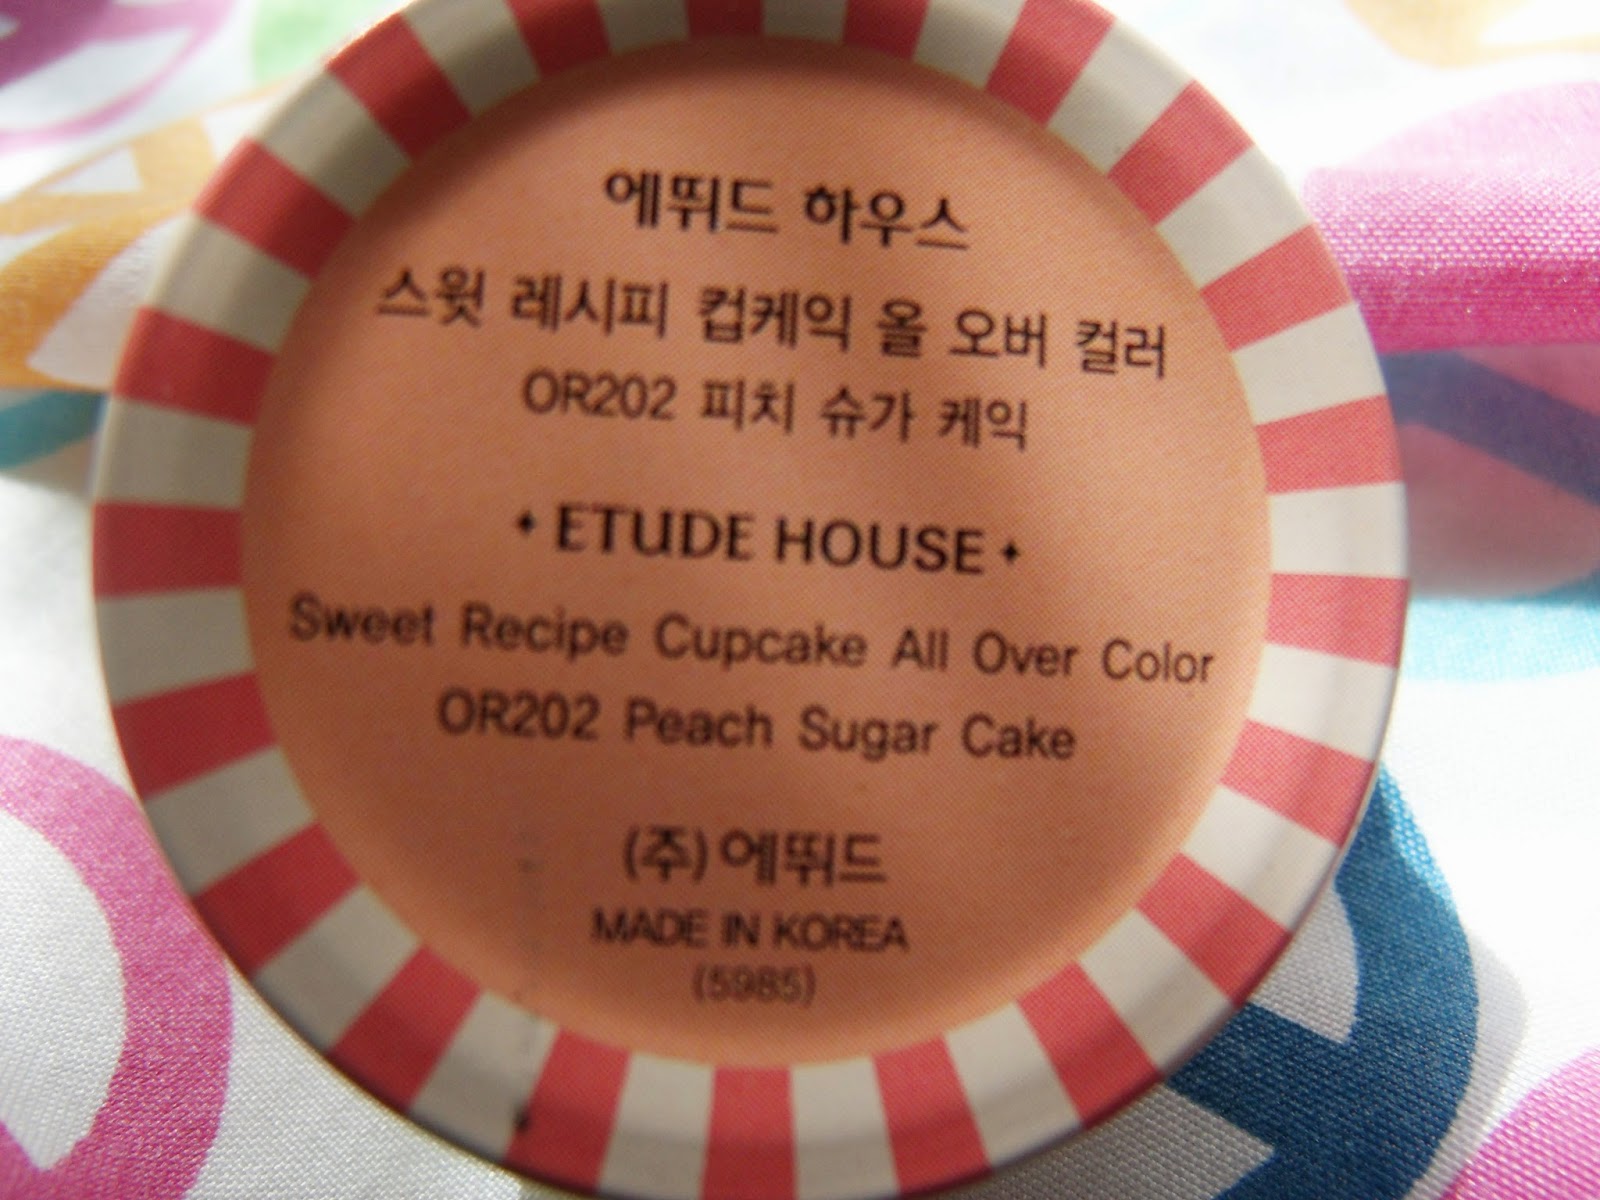 에뛰드 하우스
스윗 레시피 컵케익 올 오버 컬러
OR202 피치 슈가 케익
ETUDE HOUSE
Sweet Recipe Cupcake All Over Color
OR202 Peach Sugar Cake
(주)에뛰드
MADE IN KOREA
(5985)